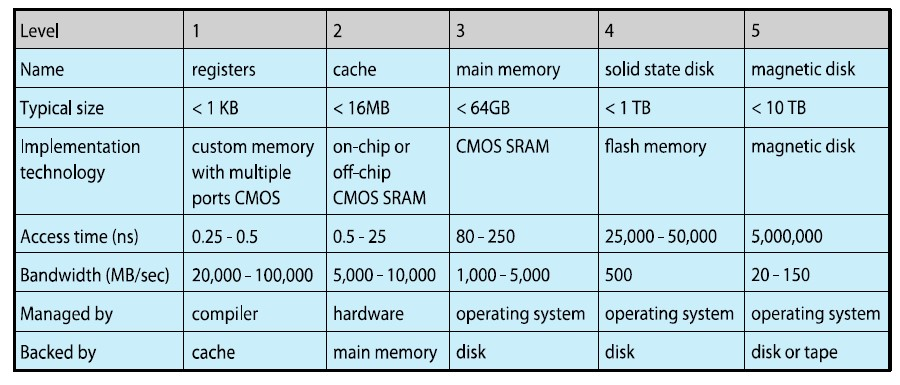 Level 1 2 3 4 5
Name registers cache main memory solid state disk magnetic disk
Typical size < 1 KB < 16MB < 64GB < 1 TB < 10 TB
Implementation custom memory on-chip or CMOS SRAM flash memory magnetic disk
technology with multiple off-chip
ports CMOS CMOS SRAM
Access time (ns) 0.25 - 0.5 0.5 - 25 80 – 250 25,000 – 50,000 5,000,000
Bandwidth (MB/sec) 20,000 – 100,000 5,000 – 10,000 1,000 – 5,000 500 20 – 150
Managed by compiler hardware operating system operating system operating system
Backed by cache main memory disk disk disk or tape